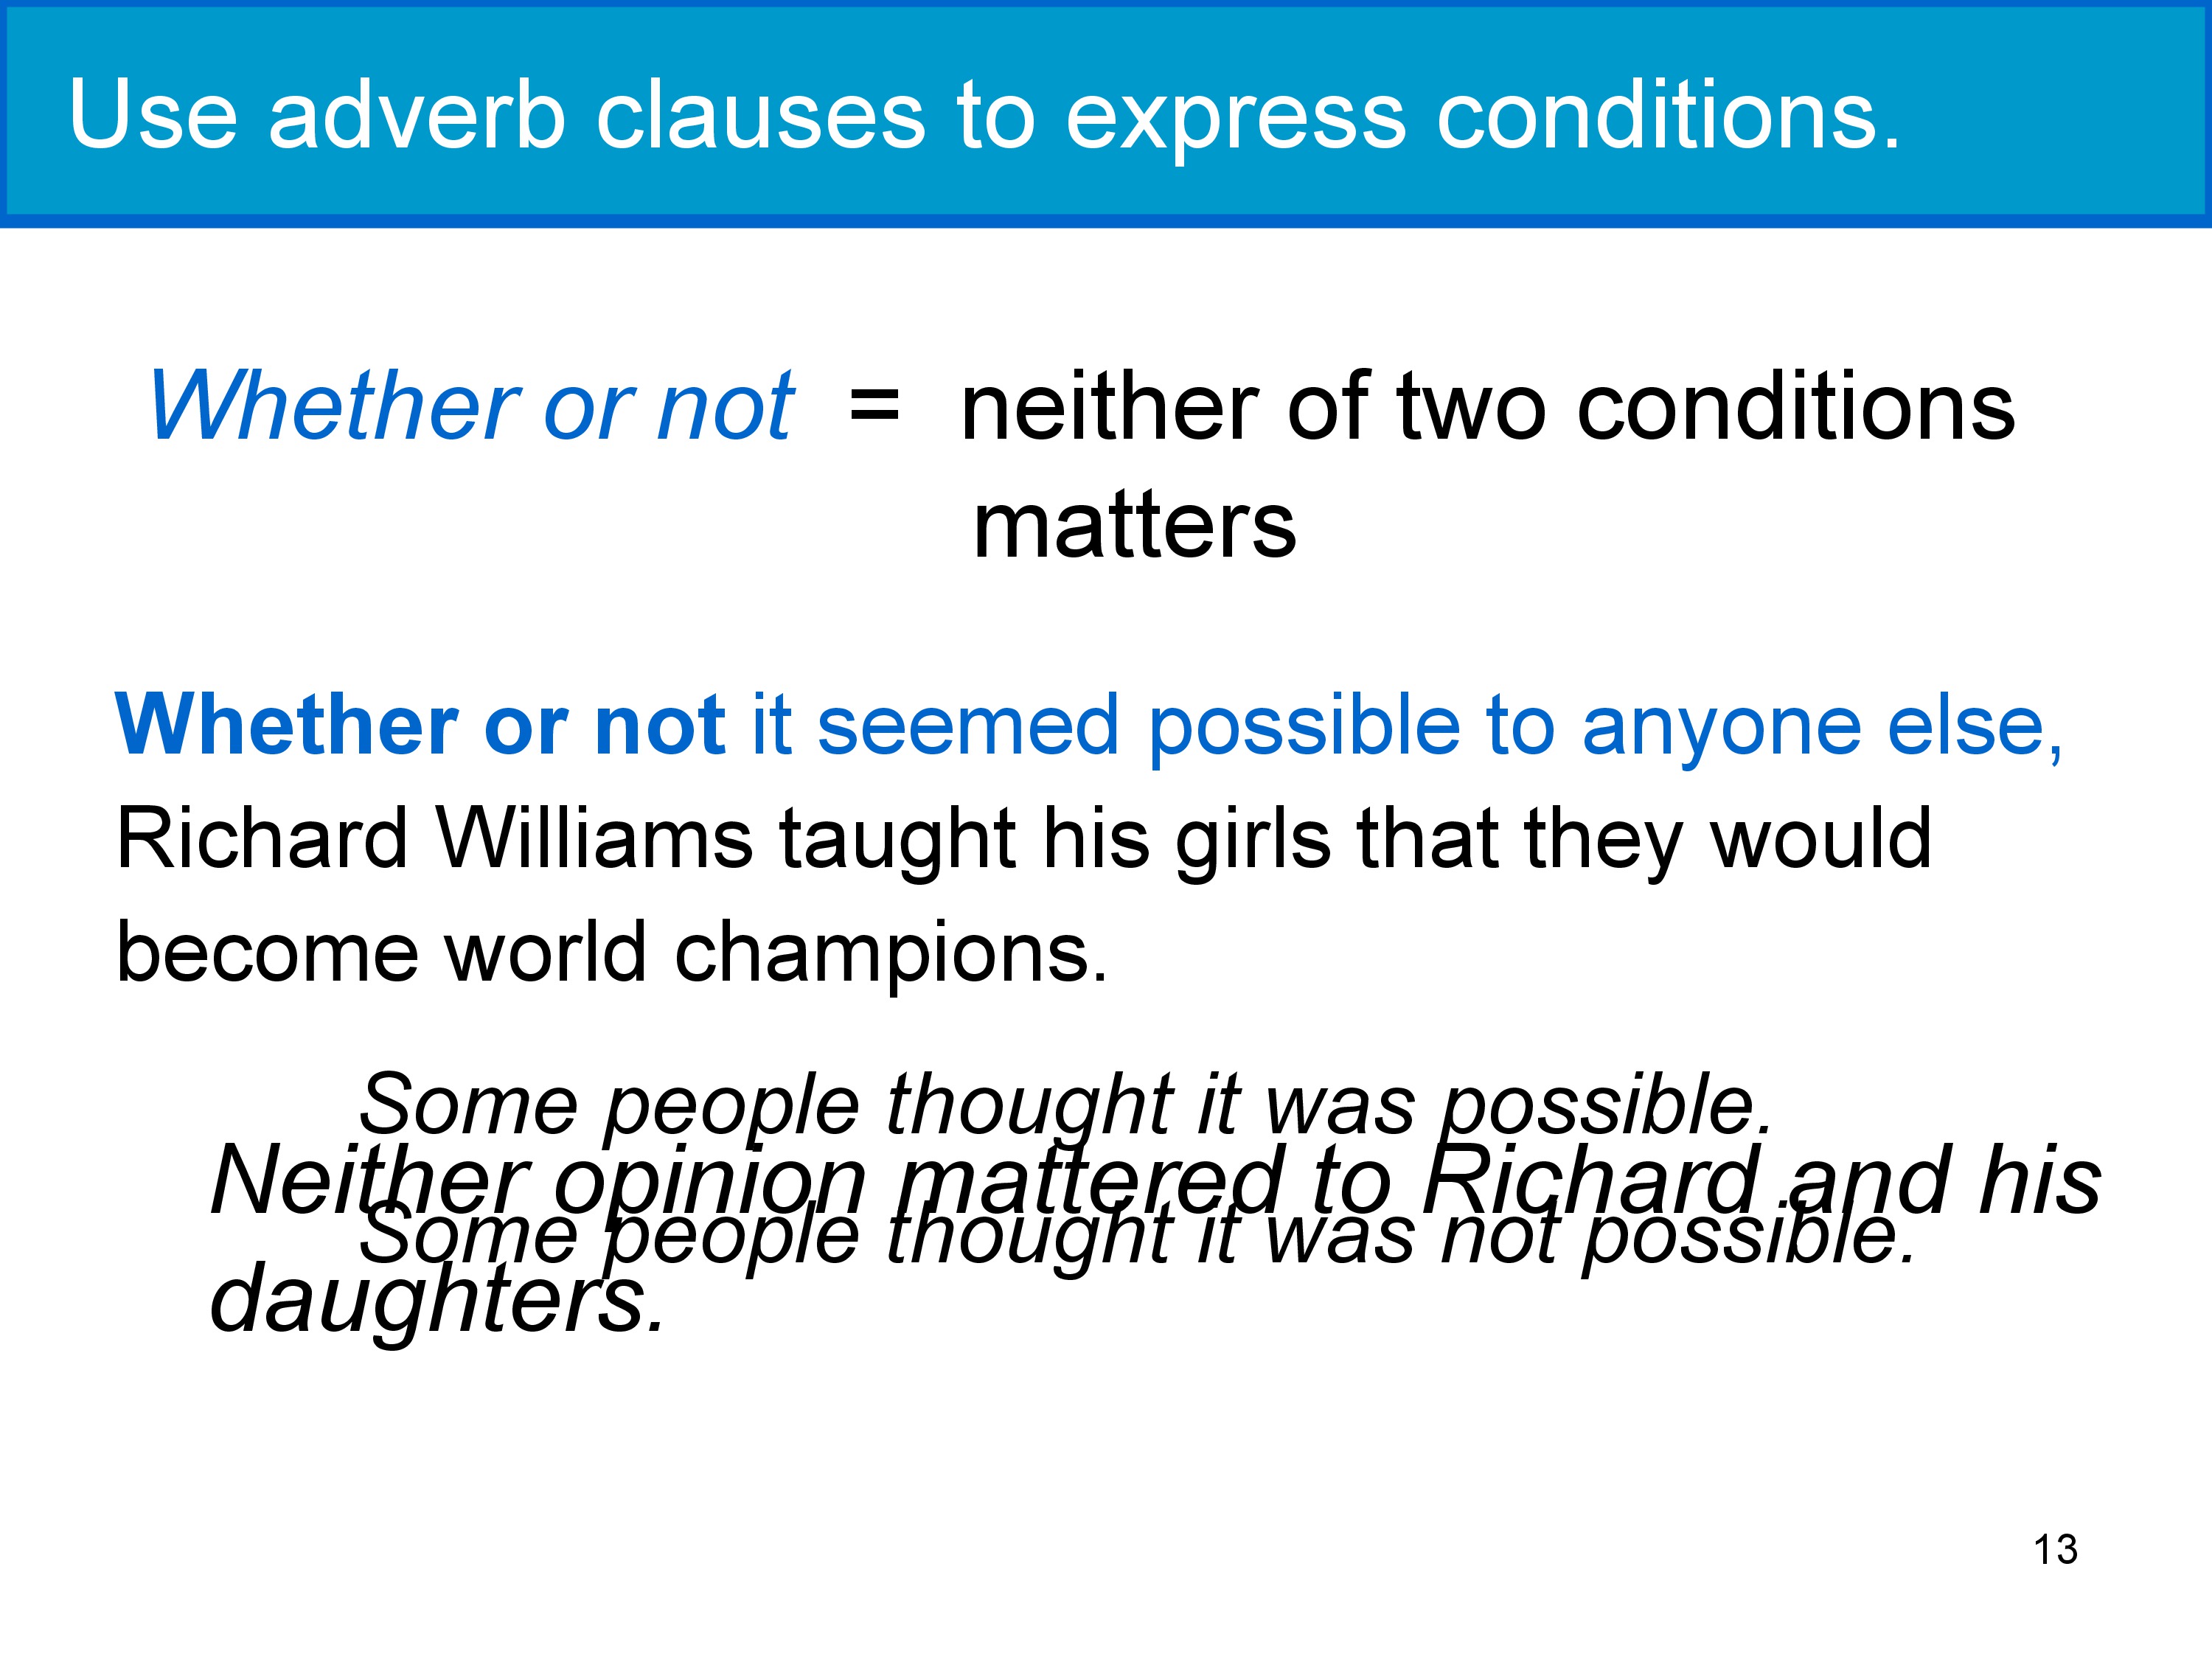 Use adverb clauses to express conditions.
Whether or not = neither of two conditions
matters
Whether or not it seemed possible to anyone else,
Richard Williams taught his girls that they would
become world champions.
Some people thought it was possible.
Neither opinion mattered to Richard and his
Some people thought it was not possible.
daughters.
13